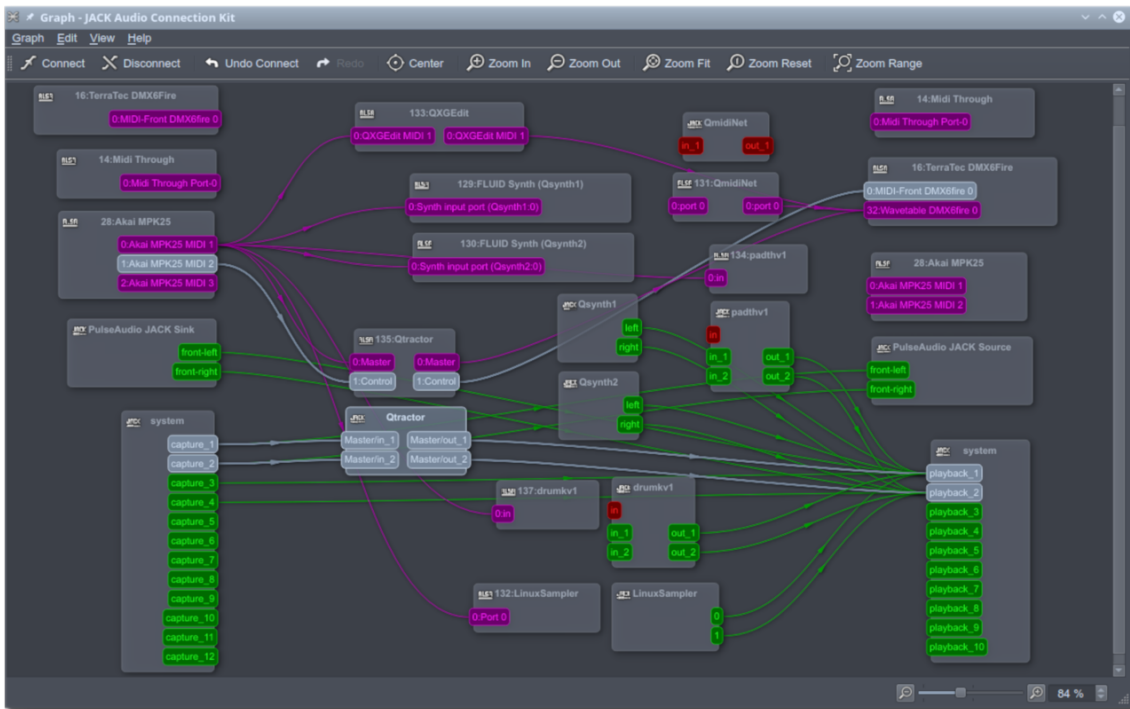 Graph - JACK Audio Connection Kit
Graph Edit View Help
Connect Disconnect Undo Connect Redo Center Zoom In Zoom Out Zoom Fit Zoom Reset Zoom Range
16:TerraTec DMX6Fire
0:MIDI-Front DMX6fire 0
14:Midi Through
0:Midi Through Port-0
28:Akai MPK25
0:Akai MPK25 MIDI 1
1:Akai MPK25 MIDI 2
2:Akai MPK25 MIDI 3
PulseAudio JACK Sink
front-left
front-right
system
capture_1
capture_2
capture_3
capture_4
capture_5
capture_6
capture_7
capture_8
capture_9
capture_10
capture_11
capture_12
133:QXGEdit
0:QXGEdit MIDI 1 0:QXGEdit MIDI 1
129:FLUID Synth (Qsynth1)
0:Synth input port (Qsynth1:0)
130:FLUID Synth (Qsynth2)
0:Synth input port (Qsynth2:0)
135:Qtractor
0:Master 0:Master
1:Control 1:Control
Qtractor
Master/in_1 Master/out_1
Master/in_2 Master/out_2
137:drumkv1
0:in
132:LinuxSampler
0:Port 0
Qsynth1
left
right
Qsynth2
left
right
drumkv1
in
in_1 out_1
in_2 out_2
LinuxSampler
0
1
QmidiNet
in_1 out_1
131:QmidiNet
0:port 0 0:port 0
134:padthv1
0:in
padthv1
in
in_1 out_1
in_2 out_2
14:Midi Through
0:Midi Through Port-0
16:TerraTec DMX6Fire
0:MIDI-Front DMX6fire 0
32:Wavetable DMX6fire 0
28:Akai MPK25
0:Akai MPK25 MIDI 1
1:Akai MPK25 MIDI 2
PulseAudio JACK Source
front-left
front-right
system
playback_1
playback_2
playback_3
playback_4
playback_5
playback_6
playback_7
playback_8
playback_9
playback_10
84 %